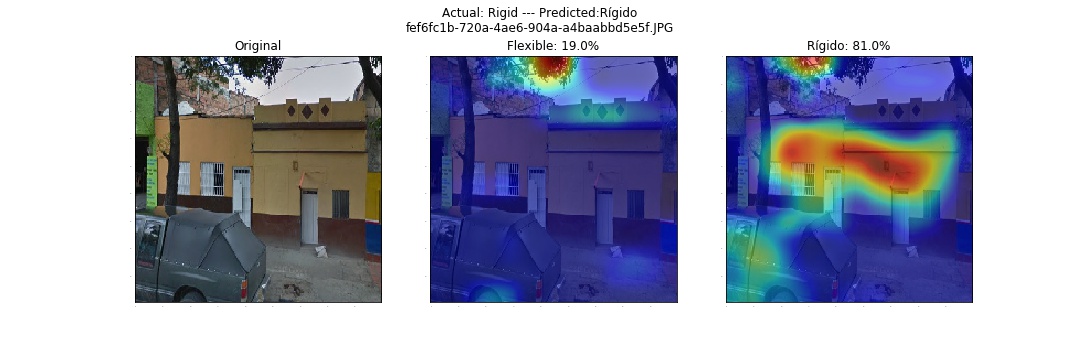 Actual: Rigid --- Predicted:Rígido
fef6fc1b-720a-4ae6-904a-a4baabbd5e5f.JPG
Original
Flexible: 19.0%
Rígido: 81.0%